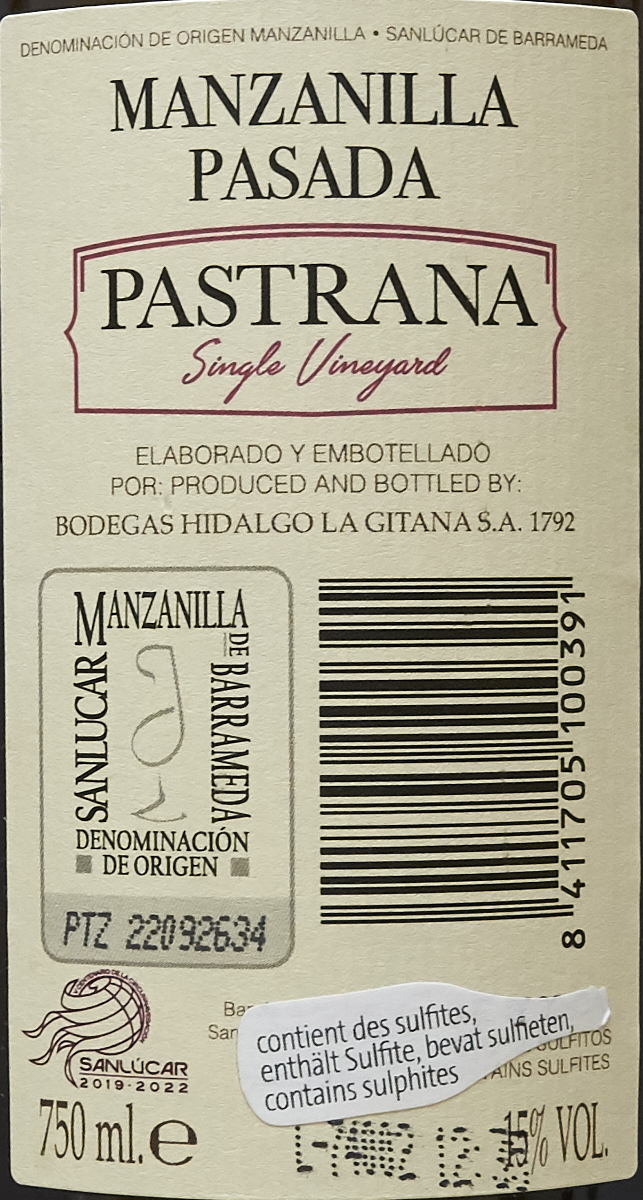 DENOMINACIÓN DE ORIGEN MANZANILLA • SANLÚCAR DE BARRAMEDA
MANZANILLA
PASADA
PASTRANA
Single Vineyard
ELABORADO Y EMBOTELLADO
POR: PRODUCED AND BOTTLED BY:
BODEGAS HIDALGO LA GITANA S.A. 1792
MANZANILLA
SANLUCAR
DE BARRAMEDA
DENOMINACIÓN
DE ORIGEN
PTZ 22092634
8 411705 100391
contient des sulfites,
enthält Sulfite, bevat sulfieten,
contains sulphites
SULFITOS
SULFITES
SANLÚCAR
2019-2022
750 ml. e
15% VOL.